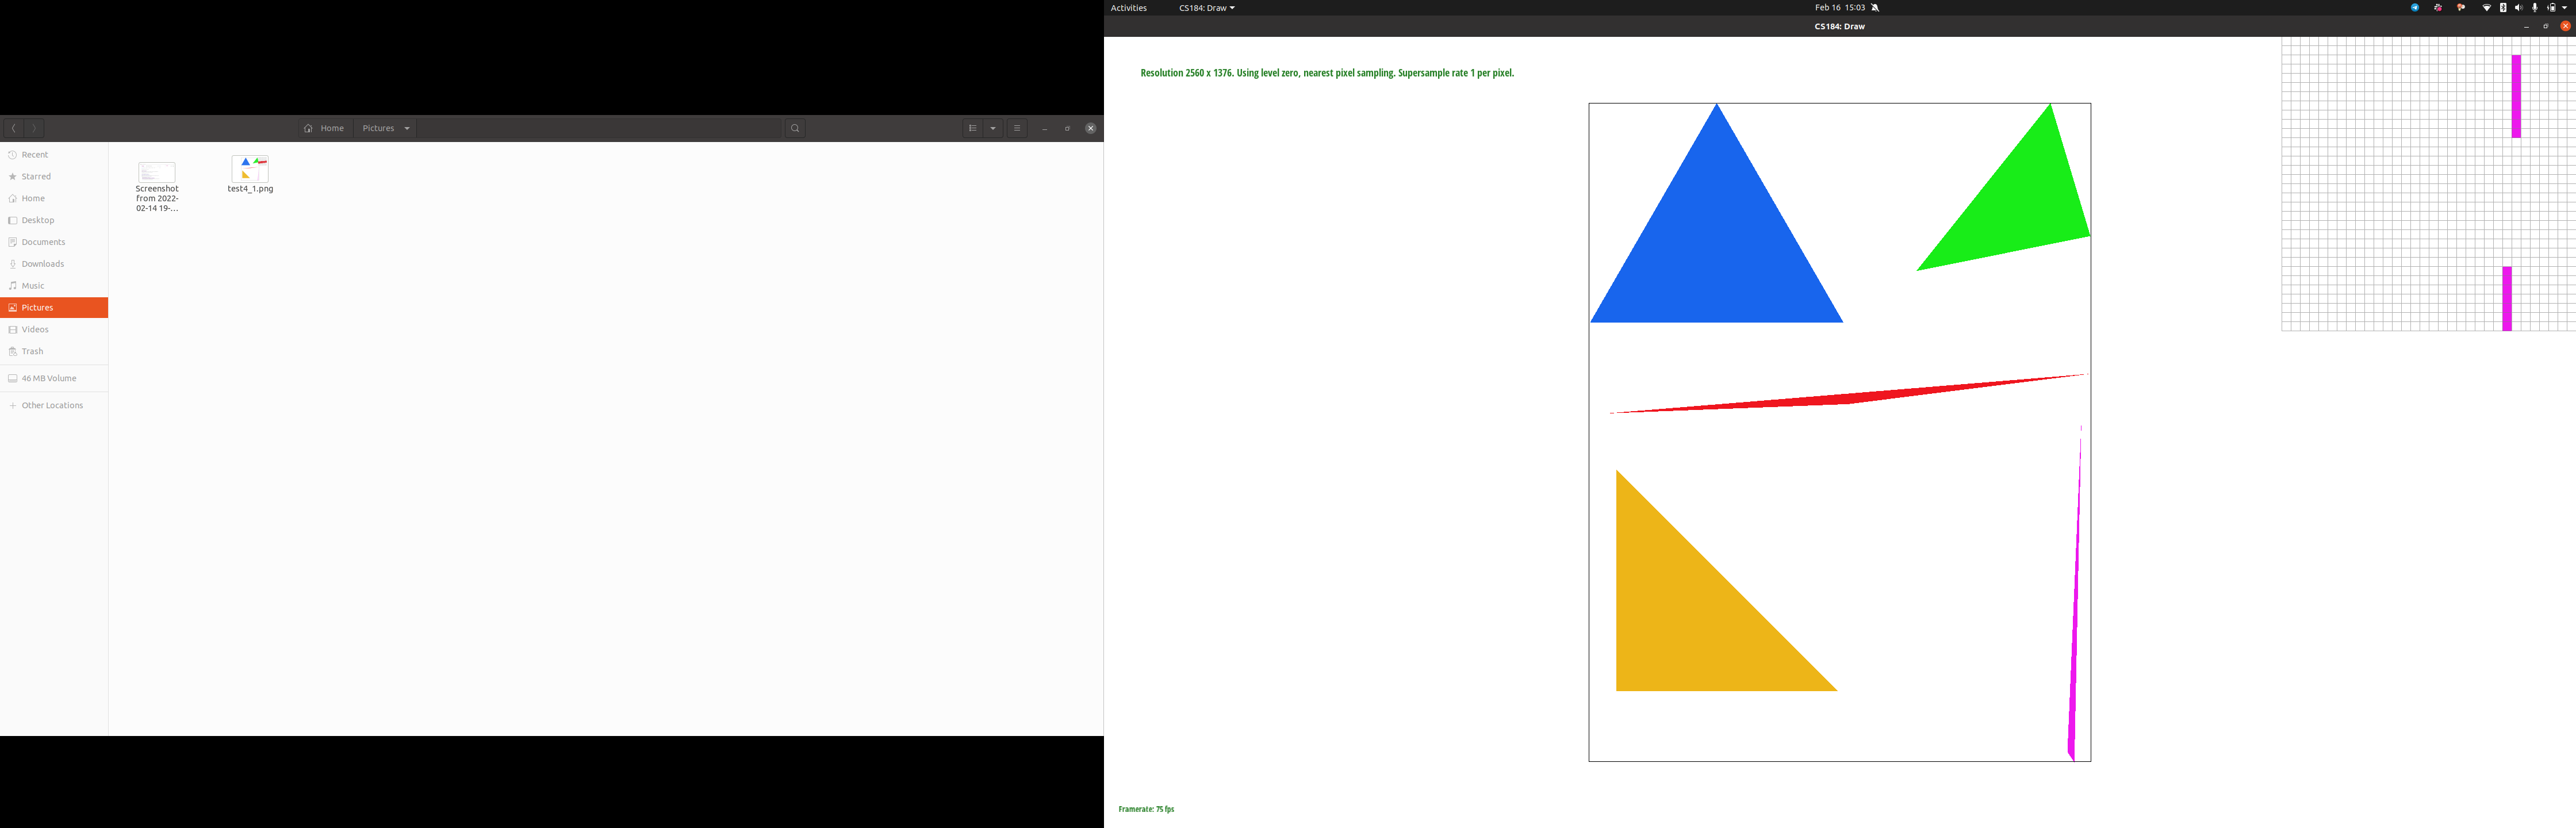 Activities
CS184: Draw
Feb 16 15:03
CS184: Draw
Home
Pictures
Recent
Starred
Home
Desktop
Documents
Downloads
Music
Pictures
Videos
Trash
46 MB Volume
Other Locations
Screenshot
from 2022-
02-14 19-...
test4_1.png
Resolution 2560 x 1376. Using level zero, nearest pixel sampling. Supersample rate 1 per pixel.
Framerate: 75 fps